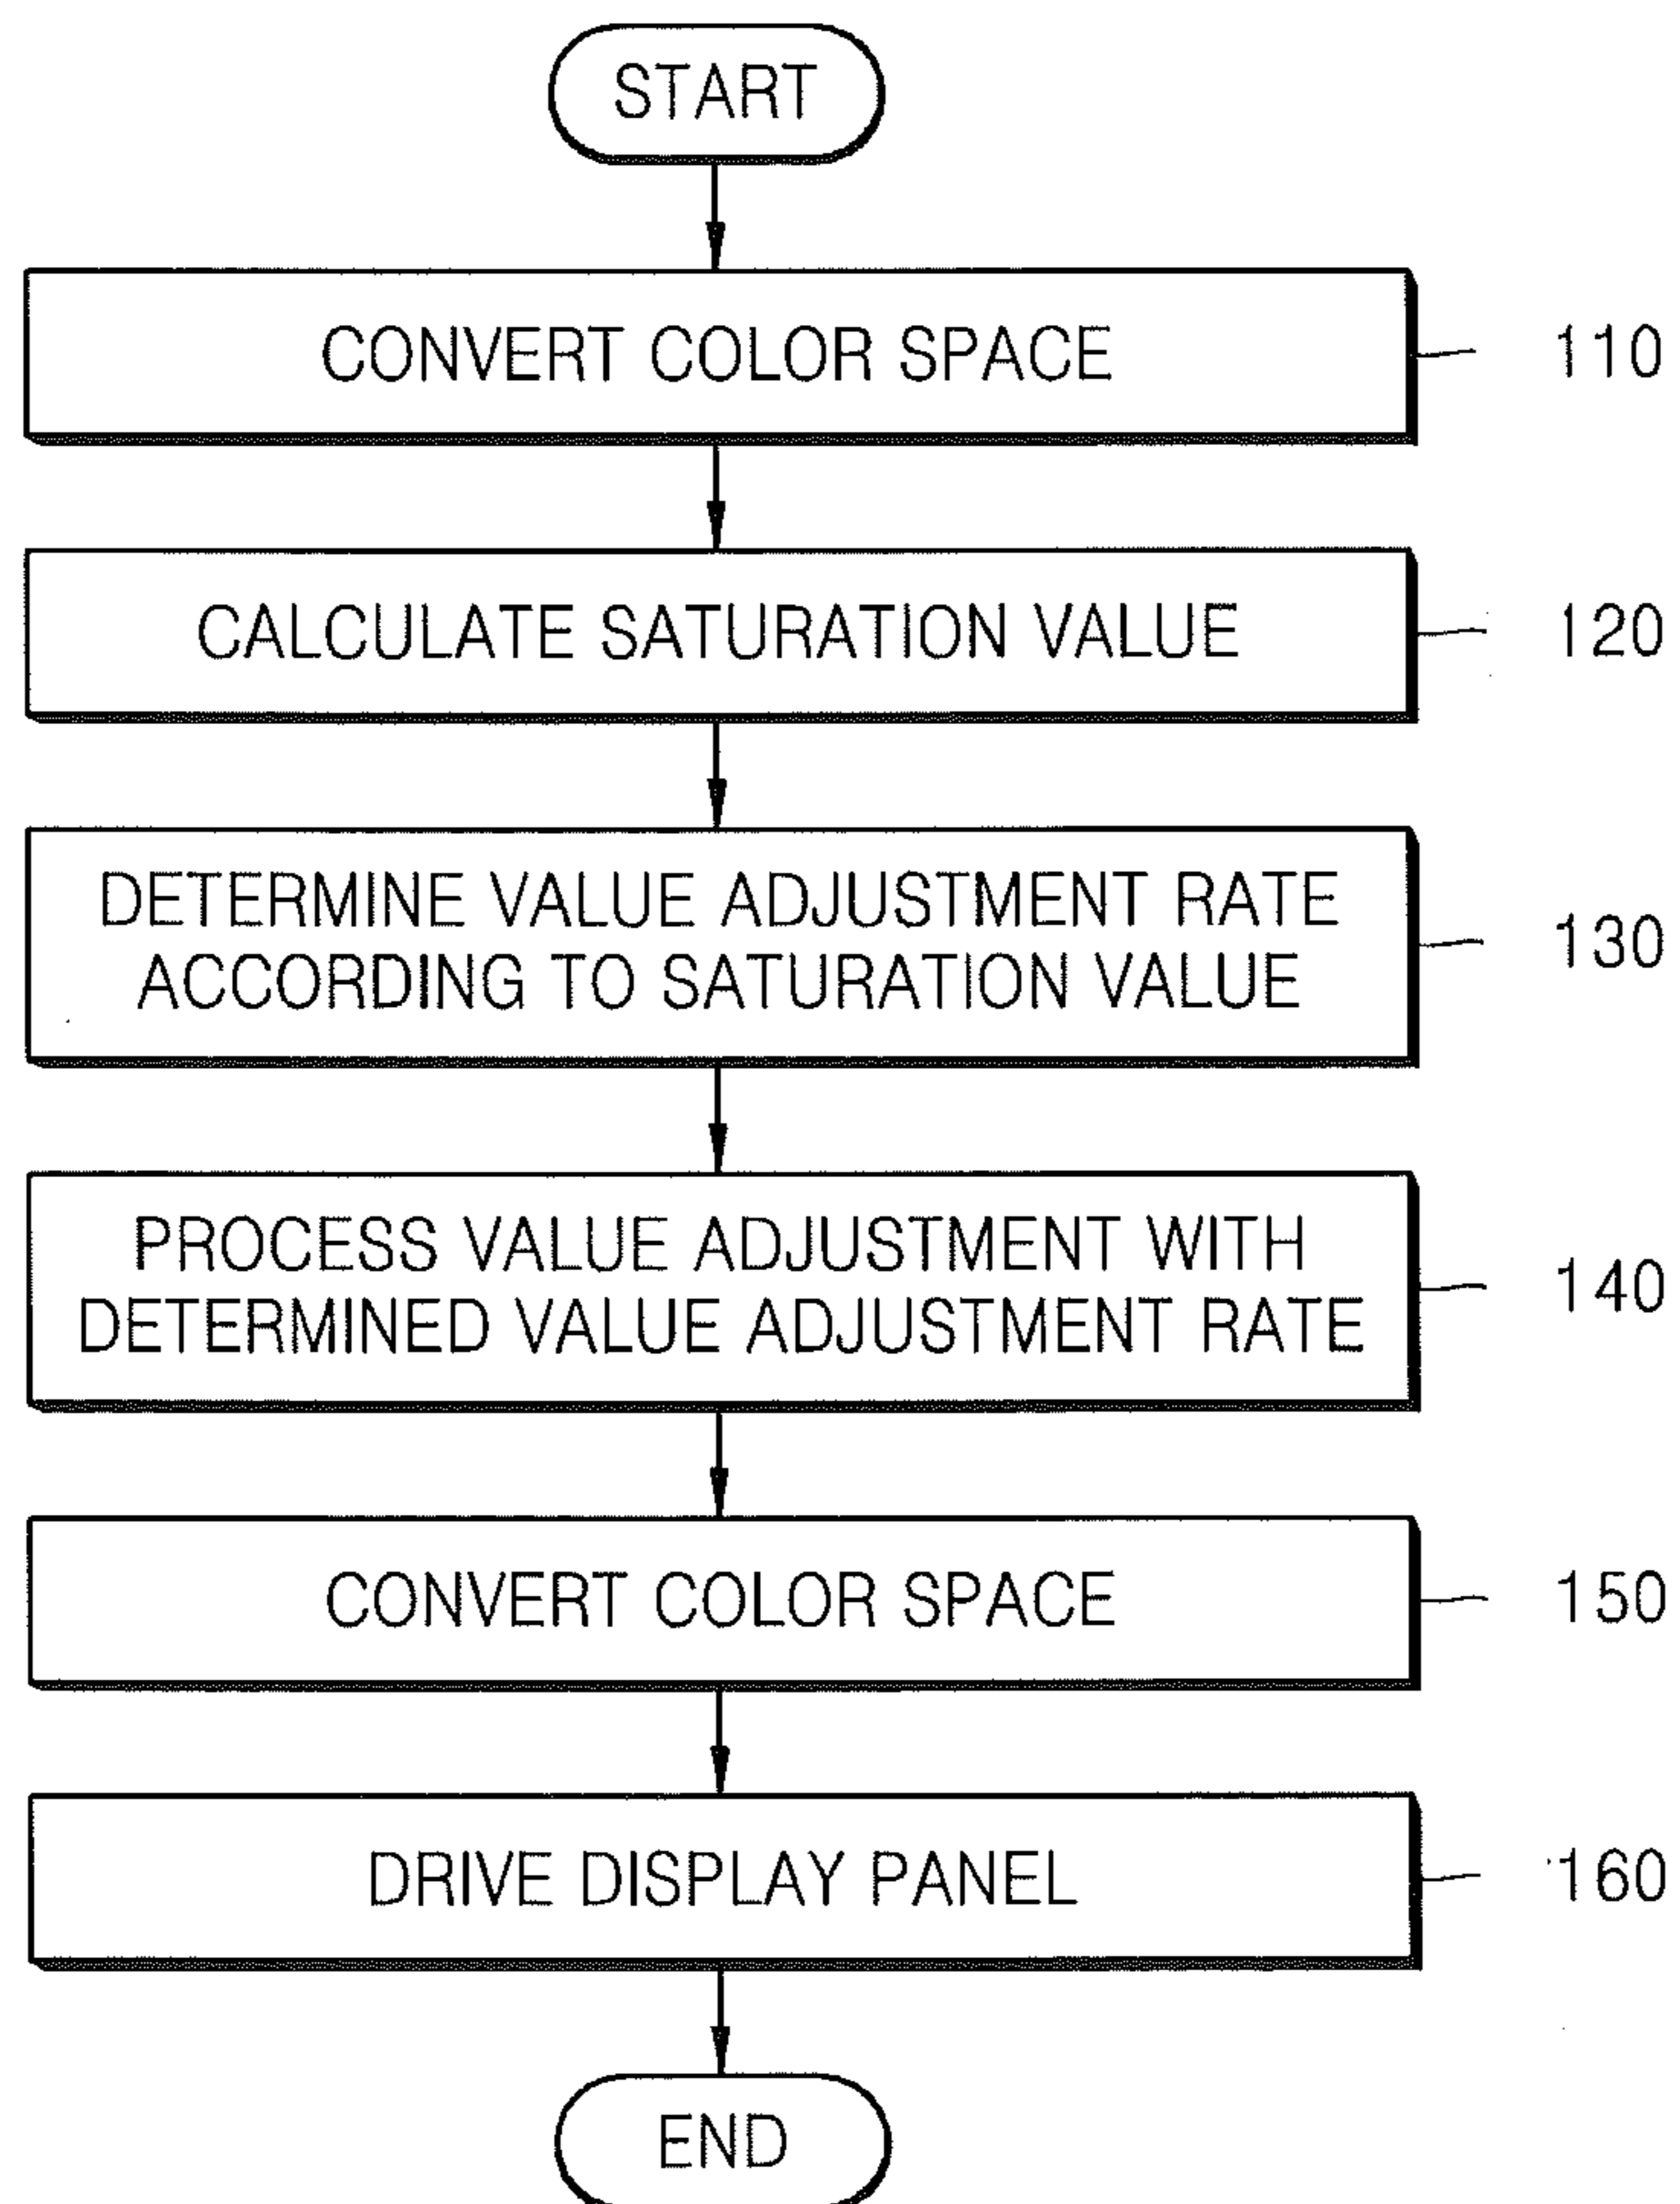 START
CONVERT COLOR SPACE
110
CALCULATE SATURATION VALUE
120
DETERMINE VALUE ADJUSTMENT RATE
ACCORDING TO SATURATION VALUE
130
PROCESS VALUE ADJUSTMENT WITH
DETERMINED VALUE ADJUSTMENT RATE
140
CONVERT COLOR SPACE
150
DRIVE DISPLAY PANEL
160
END